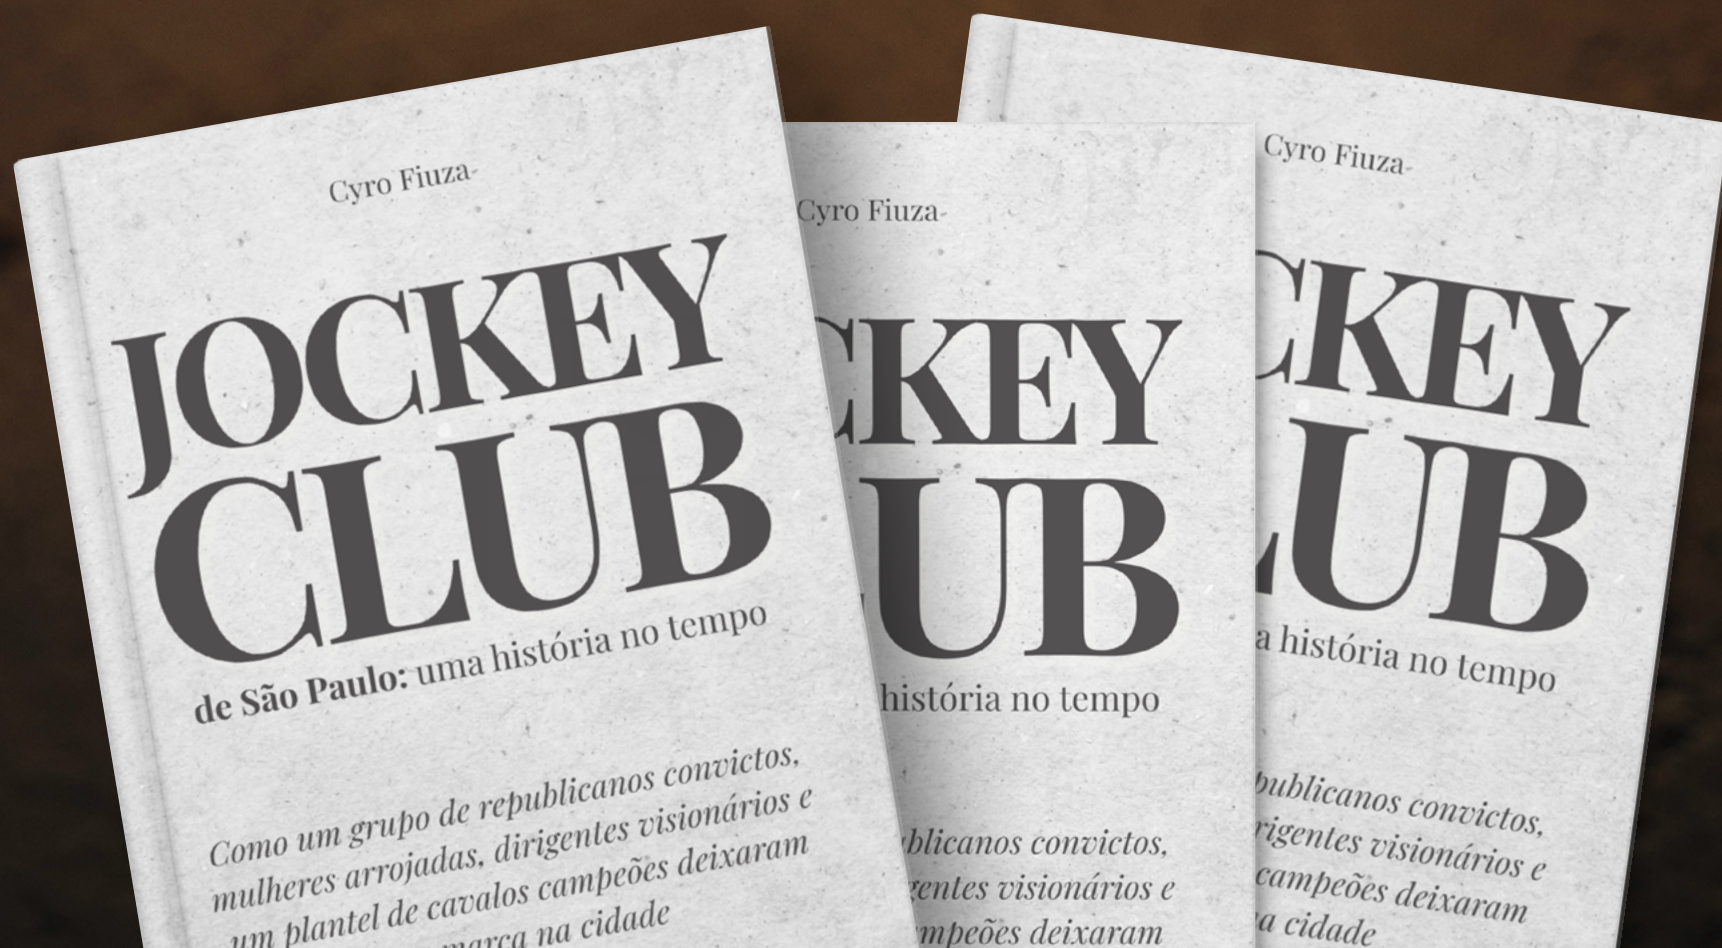 Cyro Fiuza-
JOCKEY
CLUB
de São Paulo: uma história no tempo
Como um grupo de republicanos convictos,
mulheres arrojadas, dirigentes visionários e
um plantel de cavalos campeões deixaram
marca na cidade
Cyro Fiuza-
CKEY
UB
história no tempo
blicanos convictos,
gentes visionários e
mpeões deixaram
Cyro Fiuza-
CKEY
LUB
a história no tempo
publicanos convictos,
rigentes visionários e
campeões deixaram
a cidade